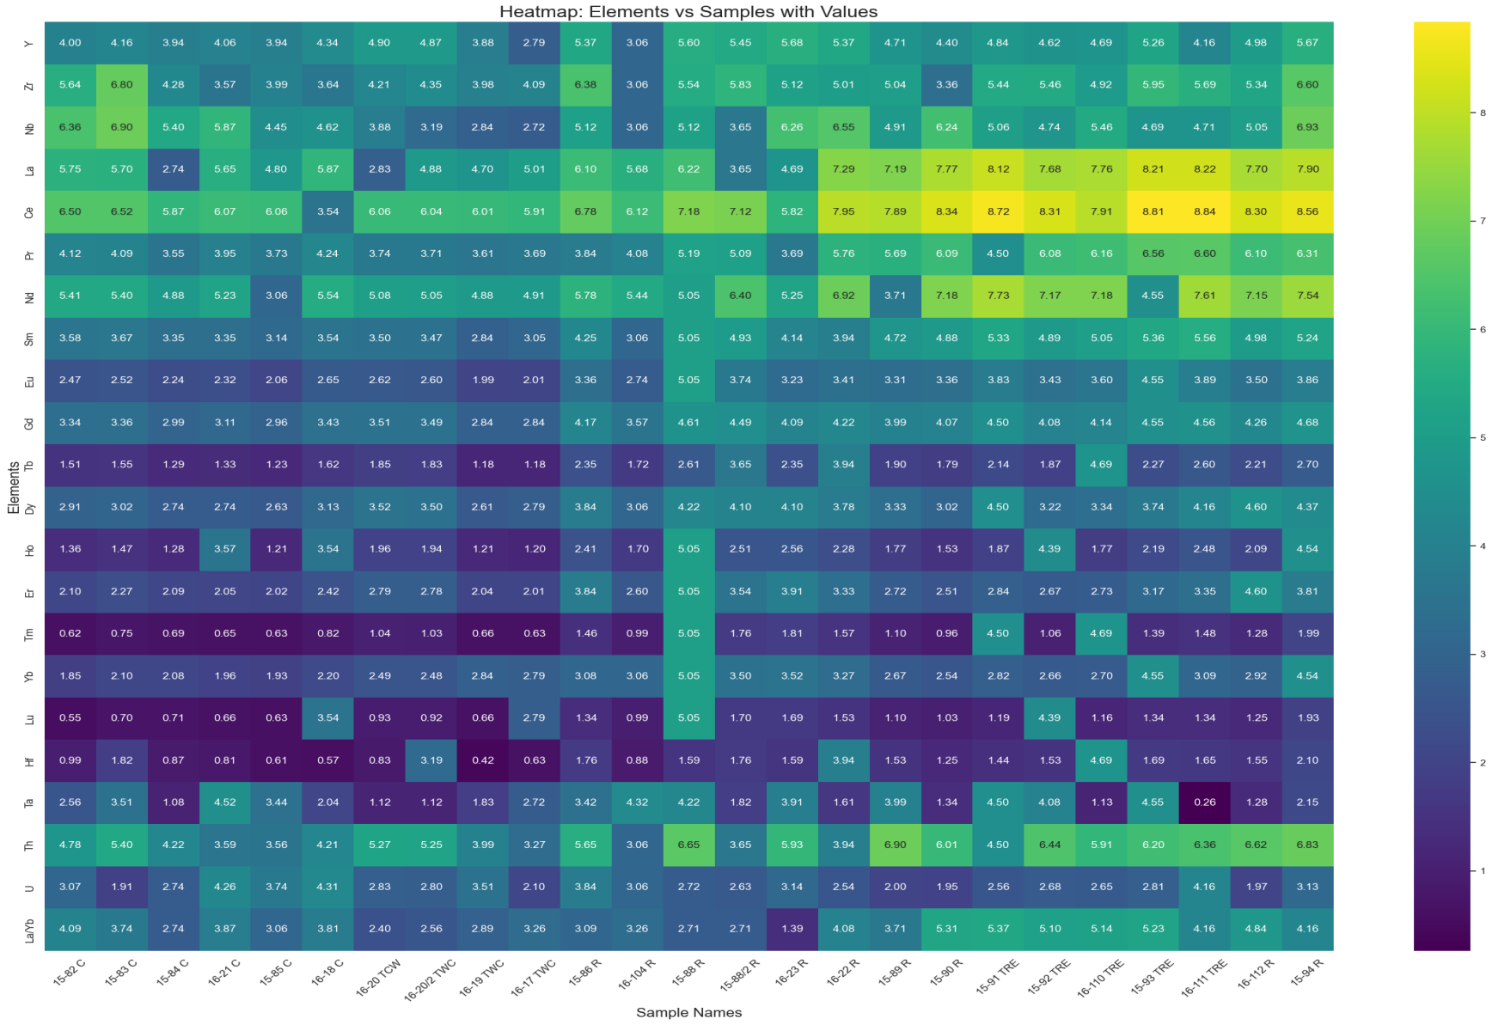 Heatmap: Elements vs Samples with Values
Y 4.00 4.16 3.94 4.06 3.94 4.34 4.90 4.87 3.88 2.79 5.37 3.06 5.60 5.45 5.68 5.37 4.71 4.40 4.84 4.62 4.69 5.26 4.16 4.98 5.67
Zr 5.64 6.80 4.28 3.57 3.99 3.64 4.21 4.35 3.98 4.09 6.38 3.06 5.54 5.83 5.12 5.01 5.04 3.36 5.44 5.46 4.92 5.95 5.69 5.34 6.60
Nb 6.36 6.90 5.40 5.87 4.45 4.62 3.88 3.19 2.84 2.72 5.12 3.06 5.12 3.65 6.26 6.55 4.91 6.24 5.06 4.74 5.46 4.69 4.71 5.05 6.93
La 5.75 5.70 2.74 5.65 4.80 5.87 2.83 4.88 4.70 5.01 6.10 5.68 6.22 3.65 4.69 7.29 7.19 7.77 8.12 7.68 7.76 8.21 8.22 7.70 7.90
Ce 6.50 6.52 5.87 6.07 6.06 3.54 6.06 6.04 6.01 5.91 6.78 6.12 7.18 7.12 5.82 7.95 7.89 8.34 8.72 8.31 7.91 8.81 8.84 8.30 8.56
Pr 4.12 4.09 3.55 3.95 3.73 4.24 3.74 3.71 3.61 3.69 3.84 4.08 5.19 5.09 3.69 5.76 5.69 6.09 4.50 6.08 6.16 6.56 6.60 6.10 6.31
Nd 5.41 5.40 4.88 5.23 3.06 5.54 5.08 5.05 4.88 4.91 5.78 5.44 5.05 6.40 5.25 6.92 3.71 7.18 7.73 7.17 7.18 4.55 7.61 7.15 7.54
Sm 3.58 3.67 3.35 3.35 3.14 3.54 3.50 3.47 2.84 3.05 4.25 3.06 5.05 4.93 4.14 3.94 4.72 4.88 5.33 4.89 5.05 5.36 5.56 4.98 5.24
Eu 2.47 2.52 2.24 2.32 2.06 2.65 2.62 2.60 1.99 2.01 3.36 2.74 5.05 3.74 3.23 3.41 3.31 3.36 3.83 3.43 3.60 4.55 3.89 3.50 3.86
Gd 3.34 3.36 2.99 3.11 2.96 3.43 3.51 3.49 2.84 2.84 4.17 3.57 4.61 4.49 4.09 4.22 3.99 4.07 4.50 4.08 4.14 4.55 4.56 4.26 4.68
Tb 1.51 1.55 1.29 1.33 1.23 1.62 1.85 1.83 1.18 1.18 2.35 1.72 2.61 3.65 2.35 3.94 1.90 1.79 2.14 1.87 4.69 2.27 2.60 2.21 2.70
Dy 2.91 3.02 2.74 2.74 2.63 3.13 3.52 3.50 2.61 2.79 3.84 3.06 4.22 4.10 4.10 3.78 3.33 3.02 4.50 3.22 3.34 3.74 4.16 4.60 4.37
Ho 1.36 1.47 1.28 3.57 1.21 3.54 1.96 1.94 1.21 1.20 2.41 1.70 5.05 2.51 2.56 2.28 1.77 1.53 1.87 4.39 1.77 2.19 2.48 2.09 4.54
Er 2.10 2.27 2.09 2.05 2.02 2.42 2.79 2.78 2.04 2.01 3.84 2.60 5.05 3.54 3.91 3.33 2.72 2.51 2.84 2.67 2.73 3.17 3.35 4.60 3.81
Tm 0.62 0.75 0.69 0.65 0.63 0.82 1.04 1.03 0.66 0.63 1.46 0.99 5.05 1.76 1.81 1.57 1.10 0.96 4.50 1.06 4.69 1.39 1.48 1.28 1.99
Yb 1.85 2.10 2.08 1.96 1.93 2.20 2.49 2.48 2.84 2.79 3.08 3.06 5.05 3.50 3.52 3.27 2.67 2.54 2.82 2.66 2.70 4.55 3.09 2.92 4.54
Lu 0.55 0.70 0.71 0.66 0.63 3.54 0.93 0.92 0.66 2.79 1.34 0.99 5.05 1.70 1.69 1.53 1.10 1.03 1.19 4.39 1.16 1.34 1.34 1.25 1.93
Hf 0.99 1.82 0.87 0.81 0.61 0.57 0.83 3.19 0.42 0.63 1.76 0.88 1.59 1.76 1.59 3.94 1.53 1.25 1.44 1.53 4.69 1.69 1.65 1.55 2.10
Ta 2.56 3.51 1.08 4.52 3.44 2.04 1.12 1.12 1.83 2.72 3.42 4.32 4.22 1.82 3.91 1.61 3.99 1.34 4.50 4.08 1.13 4.55 0.26 1.28 2.15
Th 4.78 5.40 4.22 3.59 3.56 4.21 5.27 5.25 3.99 3.27 5.65 3.06 6.65 3.65 5.93 3.94 6.90 6.01 4.50 6.44 5.91 6.20 6.36 6.62 6.83
U 3.07 1.91 2.74 4.26 3.74 4.31 2.83 2.80 3.51 2.10 3.84 3.06 2.72 2.63 3.14 2.54 2.00 1.95 2.56 2.68 2.65 2.81 4.16 1.97 3.13
La/Yb 4.09 3.74 2.74 3.87 3.06 3.81 2.40 2.56 2.89 3.26 3.09 3.26 2.71 2.71 1.39 4.08 3.71 5.31 5.37 5.10 5.14 5.23 4.16 4.84 4.16
Elements
15-82 C 15-83 C 15-84 C 16-21 C 15-85 C 16-18 C 16-20 TCW 16-20/2 TWC 16-19 TWC 16-17 TWC 15-86 R 16-104 R 15-88 R 15-88/2 R 16-23 R 16-22 R 15-89 R 15-90 R 15-91 TRE 15-92 TRE 16-110 TRE 15-93 TRE 16-111 TRE 16-112 R 15-94 R
Sample Names
8
7
6
5
4
3
2
1